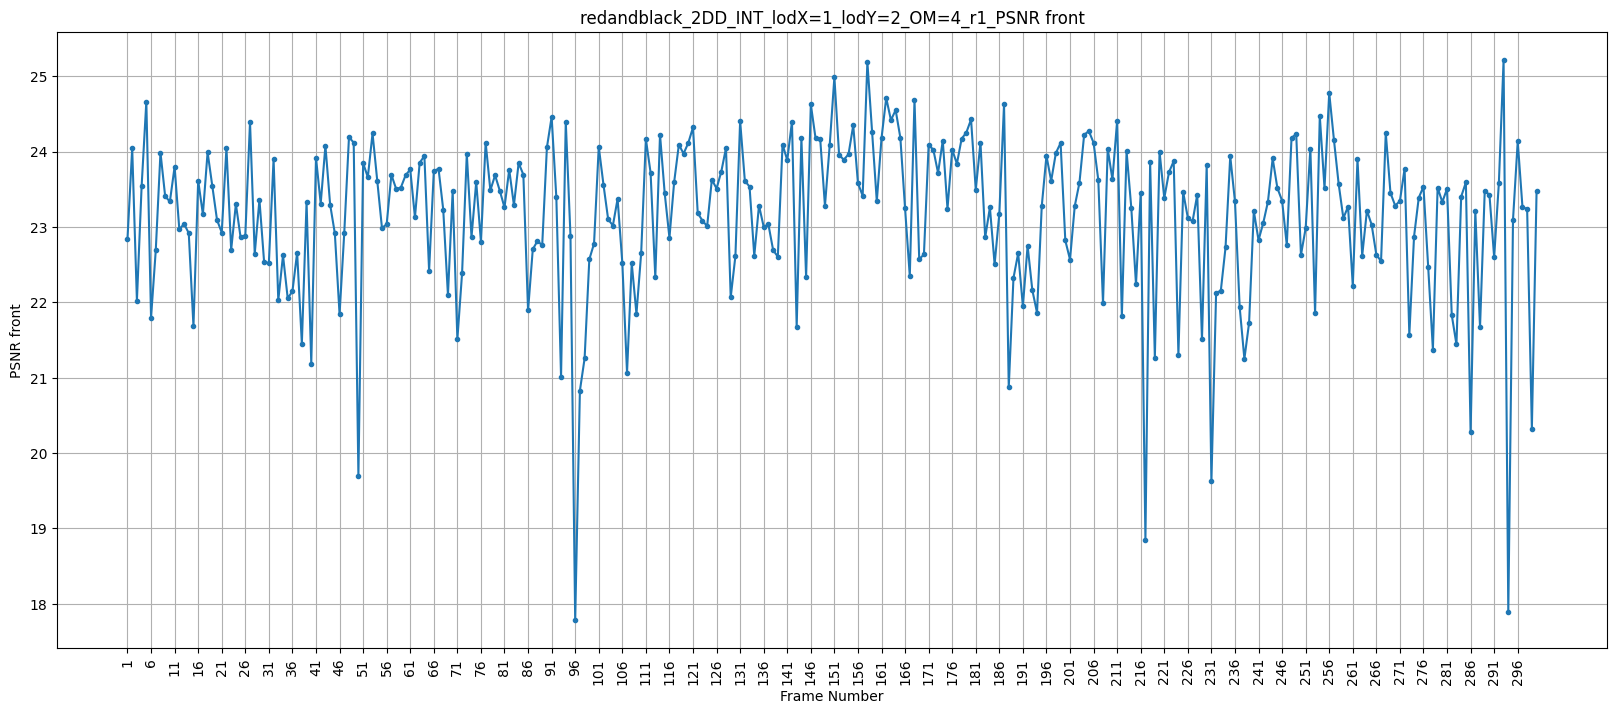 redandblack_2DD_INT_lodX=1_lodY=2_OM=4_r1_PSNR front
PSNR front
25
24
23
22
21
20
19
18
1 6 11 16 21 26 31 36 41 46 51 56 61 66 71 76 81 86 91 96 101 106 111 116 121 126 131 136 141 146 151 156 161 166 171 176 181 186 191 196 201 206 211 216 221 226 231 236 241 246 251 256 261 266 271 276 281 286 291 296
Frame Number